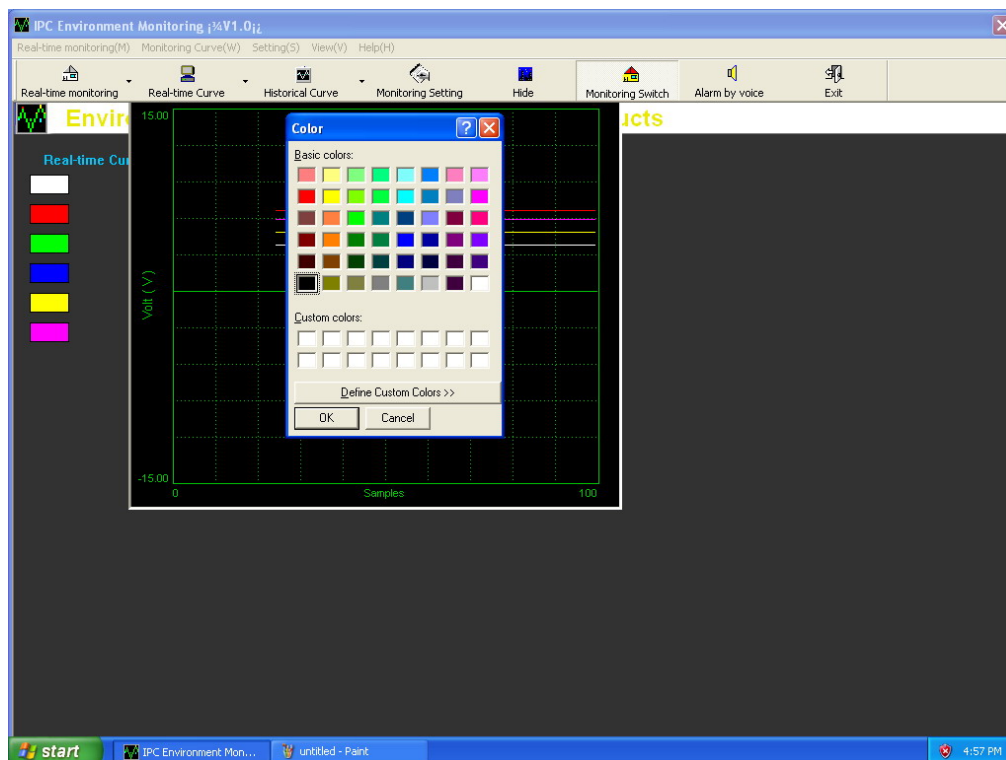 IPC Environment Monitoring ¡¾V1.0¡¿
Real-time monitoring(M) Monitoring Curve(W) Setting(S) View(V) Help(H)
Real-time monitoring Real-time Curve Historical Curve Monitoring Setting Hide Monitoring Switch Alarm by voice Exit
Real-time Cu
15.00
Volt ( V )
-15.00
0
Samples
100
Color
Basic colors:
Custom colors:
Define Custom Colors >>
OK Cancel
start
IPC Environment Mon...
untitled - Paint
4:57 PM